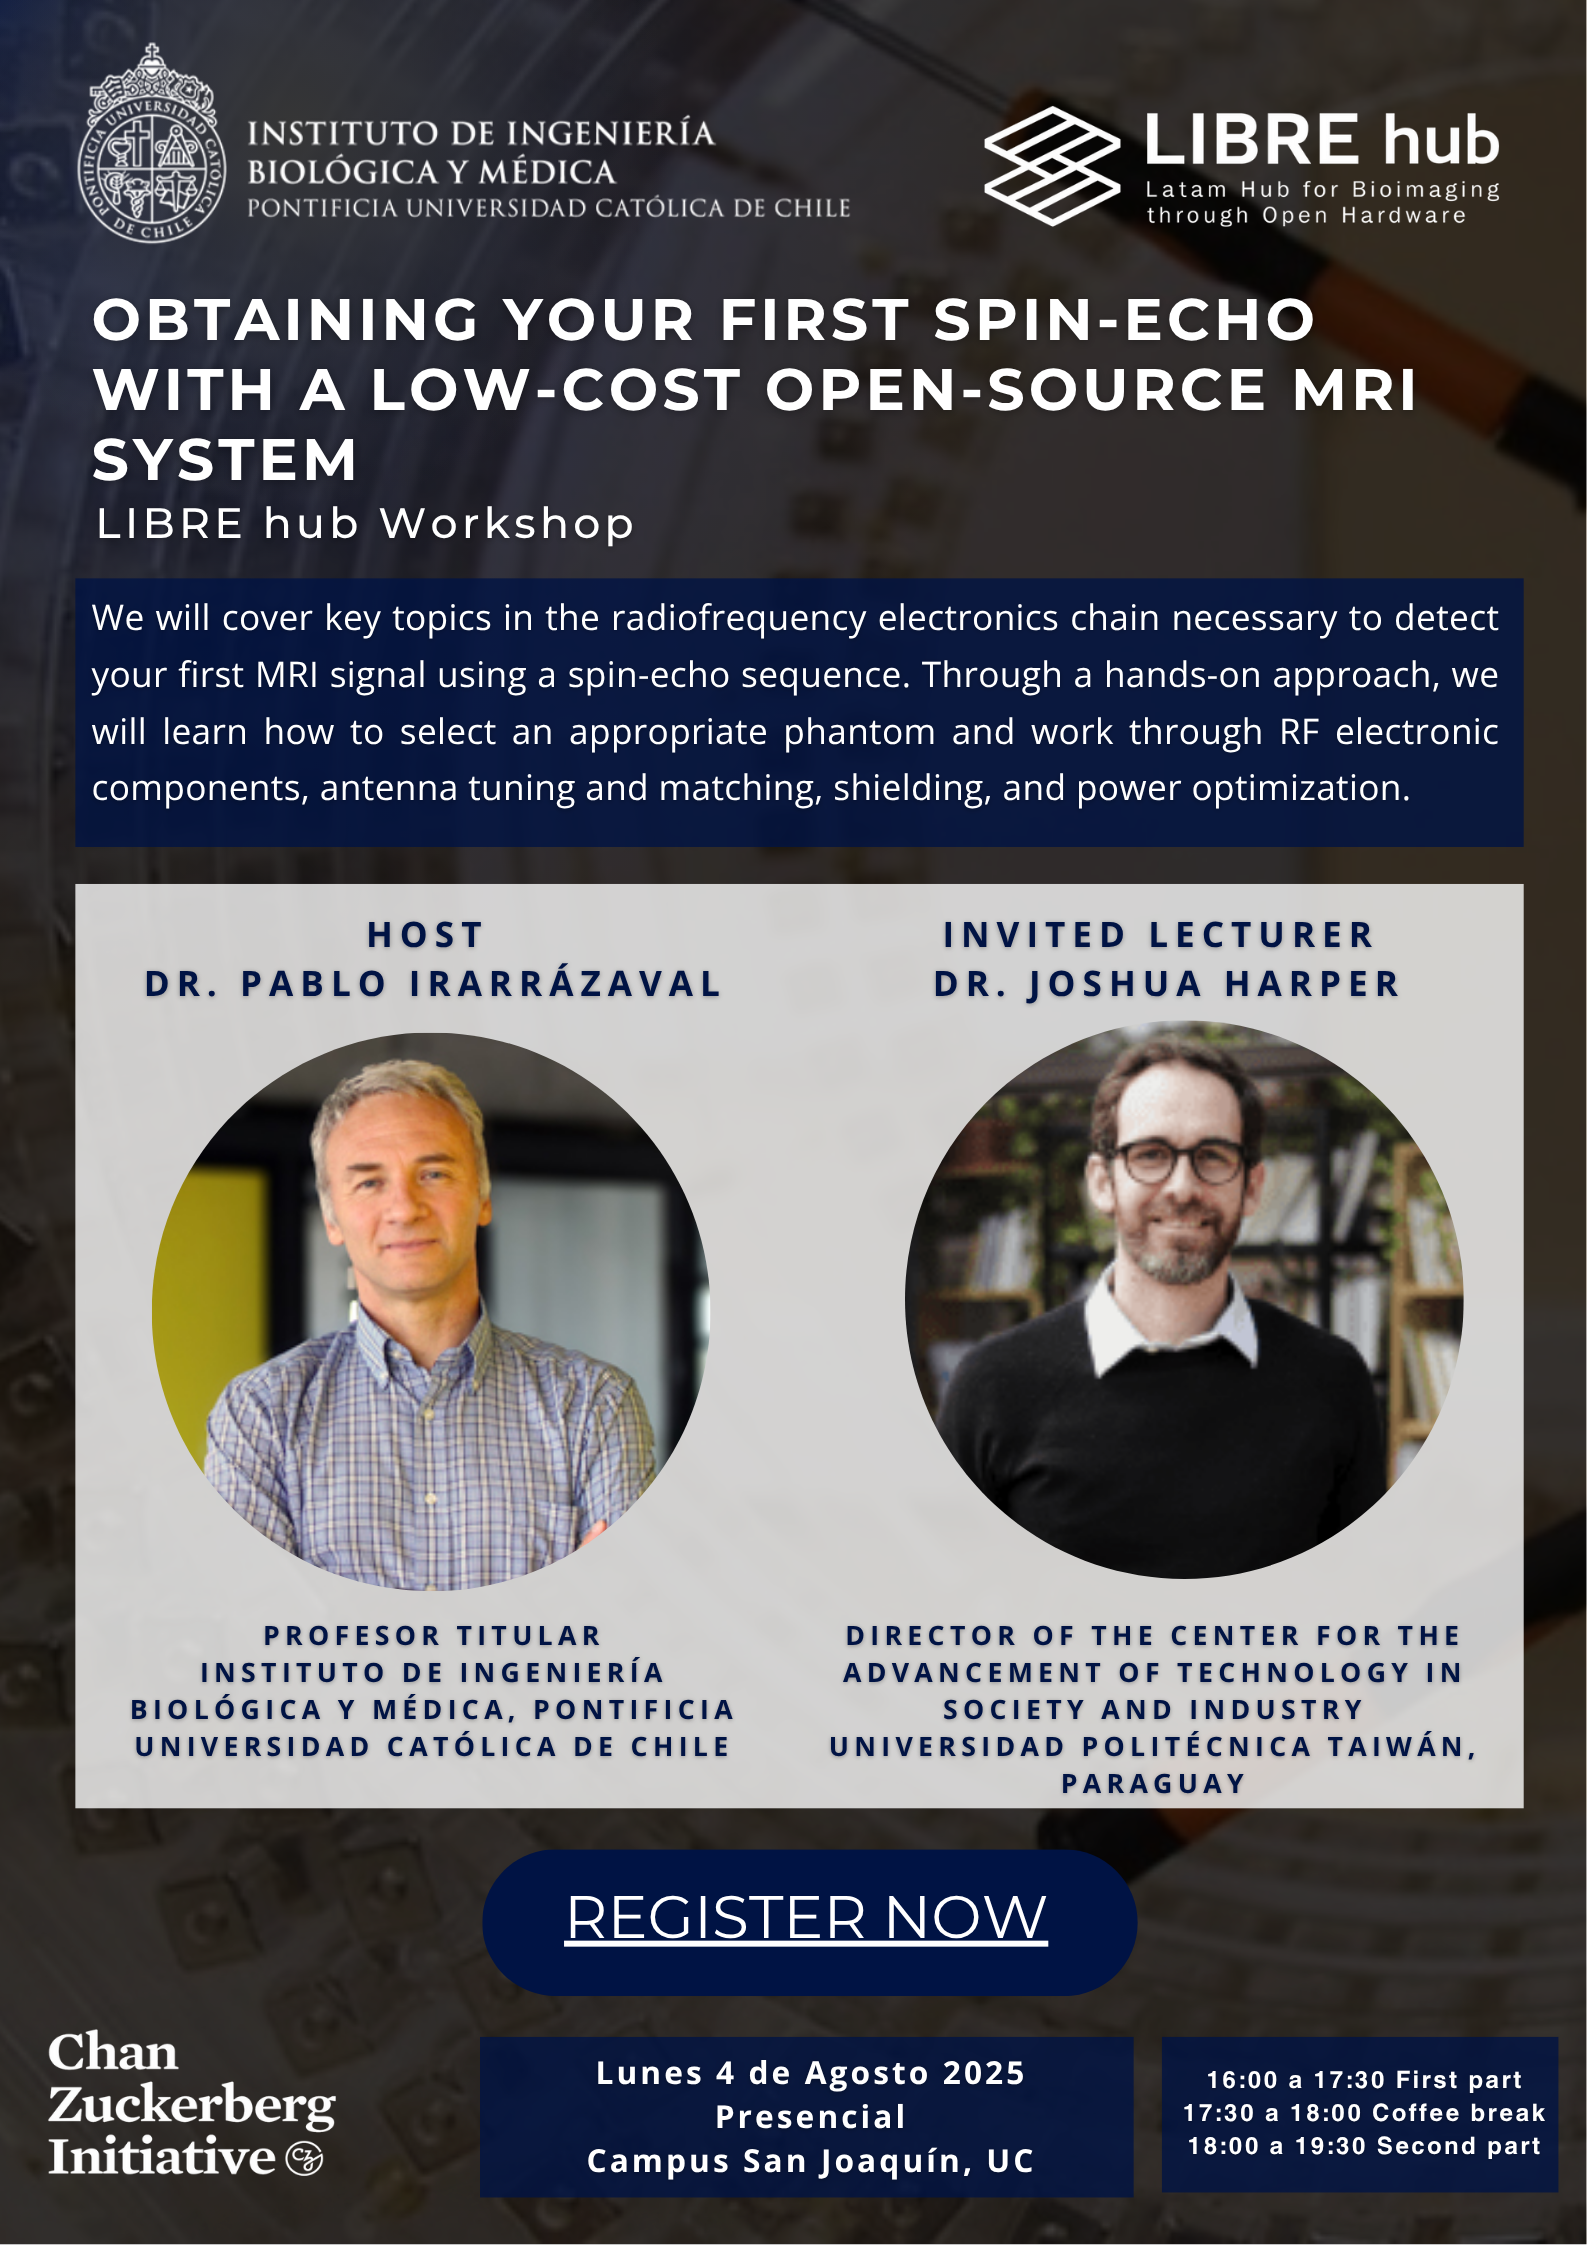 PONTIFICIA UNIVERSIDAD CATÓLICA DE CHILE
INSTITUTO DE INGENIERÍA
BIOLÓGICA Y MÉDICA
PONTIFICIA UNIVERSIDAD CATÓLICA DE CHILE
LIBRE hub
Latam Hub for Bioimaging
through Open Hardware
OBTAINING YOUR FIRST SPIN-ECHO
WITH A LOW-COST OPEN-SOURCE MRI
SYSTEM
LIBRE hub Workshop
We will cover key topics in the radiofrequency electronics chain necessary to detect
your first MRI signal using a spin-echo sequence. Through a hands-on approach, we
will learn how to select an appropriate phantom and work through RF electronic
components, antenna tuning and matching, shielding, and power optimization.
HOST
DR. PABLO IRARRÁZAVAL
PROFESOR TITULAR
INSTITUTO DE INGENIERÍA
BIOLÓGICA Y MÉDICA, PONTIFICIA
UNIVERSIDAD CATÓLICA DE CHILE
INVITED LECTURER
DR. JOSHUA HARPER
DIRECTOR OF THE CENTER FOR THE
ADVANCEMENT OF TECHNOLOGY IN
SOCIETY AND INDUSTRY
UNIVERSIDAD POLITÉCNICA TAIWÁN,
PARAGUAY
REGISTER NOW
Chan
Zuckerberg
Initiative CZI
Lunes 4 de Agosto 2025
Presencial
Campus San Joaquín, UC
16:00 a 17:30 First part
17:30 a 18:00 Coffee break
18:00 a 19:30 Second part